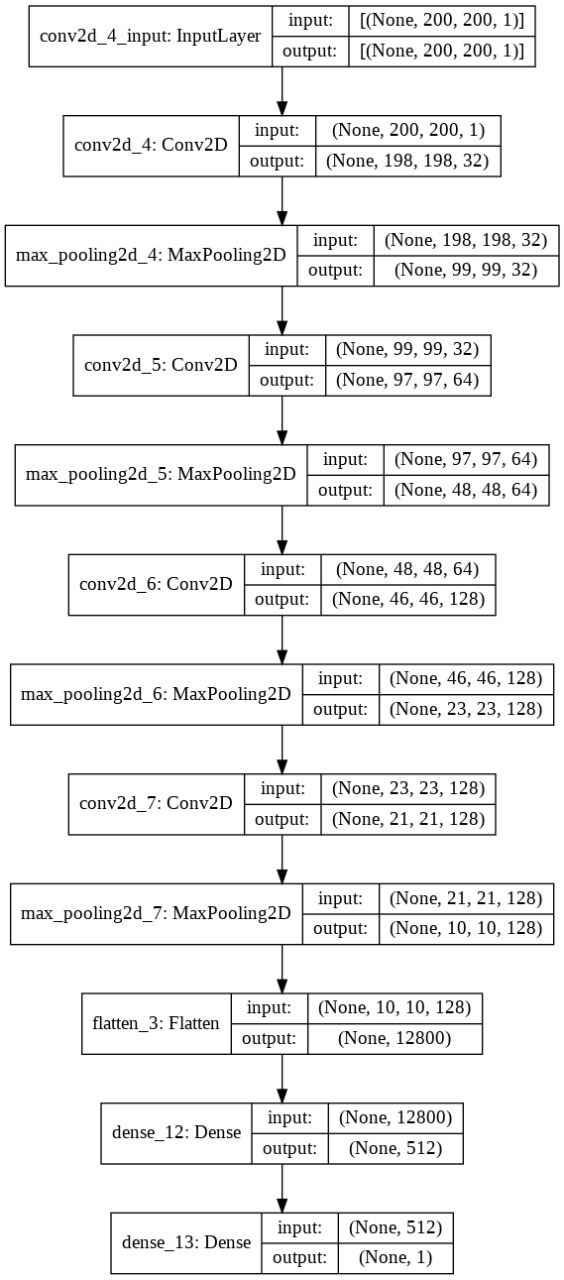 conv2d_4_input: InputLayer
input: [(None, 200, 200, 1)]
output: [(None, 200, 200, 1)]
conv2d_4: Conv2D
input: (None, 200, 200, 1)
output: (None, 198, 198, 32)
max_pooling2d_4: MaxPooling2D
input: (None, 198, 198, 32)
output: (None, 99, 99, 32)
conv2d_5: Conv2D
input: (None, 99, 99, 32)
output: (None, 97, 97, 64)
max_pooling2d_5: MaxPooling2D
input: (None, 97, 97, 64)
output: (None, 48, 48, 64)
conv2d_6: Conv2D
input: (None, 48, 48, 64)
output: (None, 46, 46, 128)
max_pooling2d_6: MaxPooling2D
input: (None, 46, 46, 128)
output: (None, 23, 23, 128)
conv2d_7: Conv2D
input: (None, 23, 23, 128)
output: (None, 21, 21, 128)
max_pooling2d_7: MaxPooling2D
input: (None, 21, 21, 128)
output: (None, 10, 10, 128)
flatten_3: Flatten
input: (None, 10, 10, 128)
output: (None, 12800)
dense_12: Dense
input: (None, 12800)
output: (None, 512)
dense_13: Dense
input: (None, 512)
output: (None, 1)